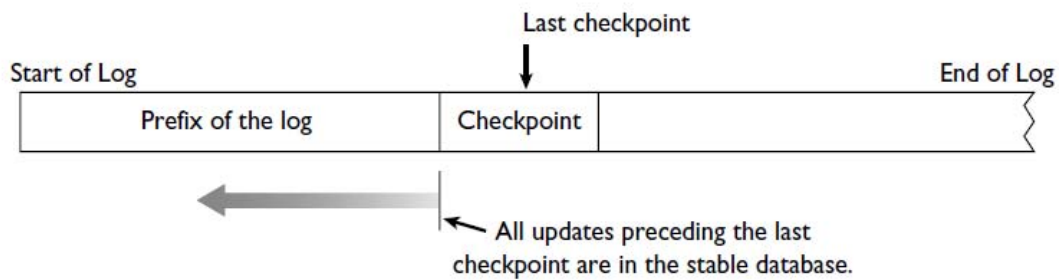 Last checkpoint
Start of Log
End of Log
Prefix of the log
Checkpoint
All updates preceding the last
checkpoint are in the stable database.